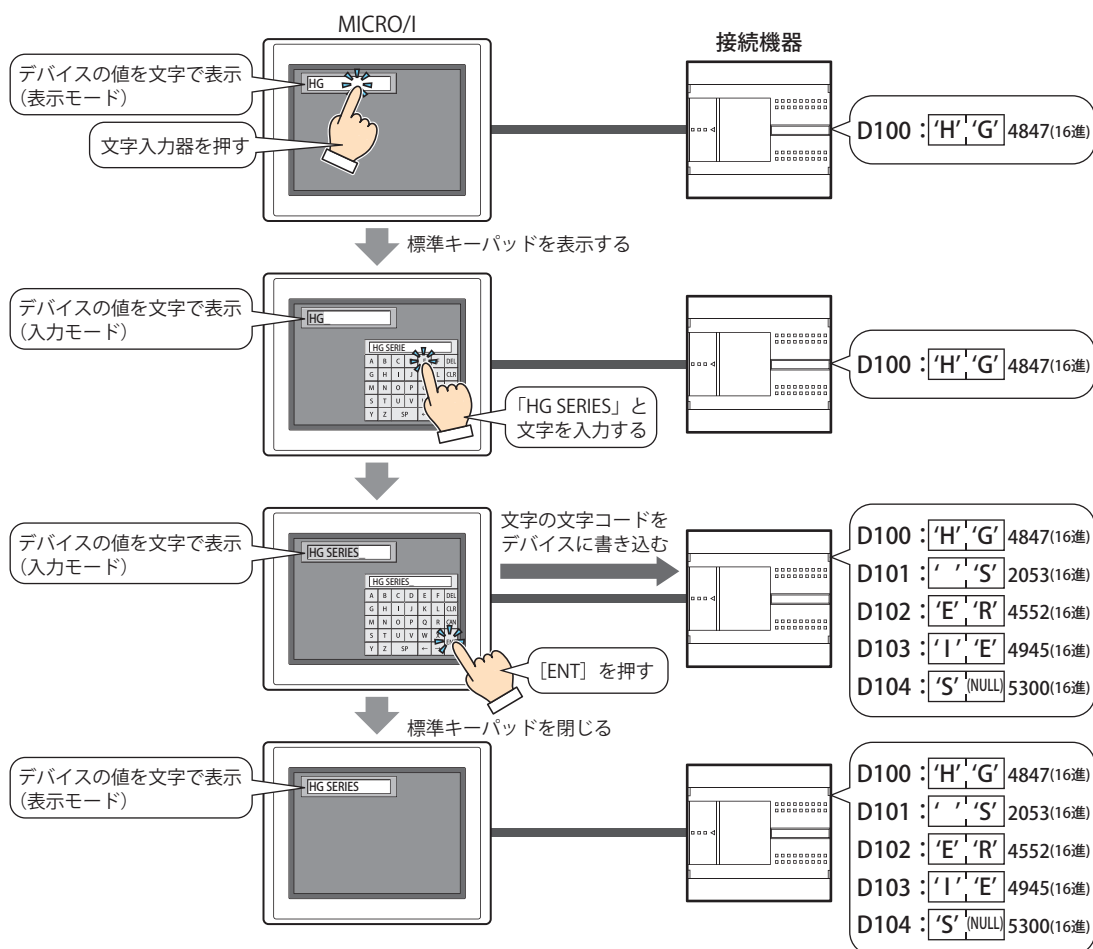 MICRO/I
接続機器
デバイスの値を文字で表示
（表示モード）
HG
文字入力器を押す
D100：'H' 'G' 4847(16進)
標準キーパッドを表示する
デバイスの値を文字で表示
（入力モード）
HG_
HG SERIE
A B C F DEL
G H I J L CLR
M N O P
S T U V
Y Z SP ←
「HG SERIES」と
文字を入力する
D100：'H' 'G' 4847(16進)
デバイスの値を文字で表示
（入力モード）
HG SERIES_
HG SERIES_
A B C D E F DEL
G H I J K L CLR
M N O P Q R CAN
S T U V W
Y Z SP ←
［ENT］を押す
文字の文字コードを
デバイスに書き込む
D100：'H' 'G' 4847(16進)
D101：' ' 'S' 2053(16進)
D102：'E' 'R' 4552(16進)
D103：'I' 'E' 4945(16進)
D104：'S' (NULL) 5300(16進)
標準キーパッドを閉じる
デバイスの値を文字で表示
（表示モード）
HG SERIES
D100：'H' 'G' 4847(16進)
D101：' ' 'S' 2053(16進)
D102：'E' 'R' 4552(16進)
D103：'I' 'E' 4945(16進)
D104：'S' (NULL) 5300(16進)